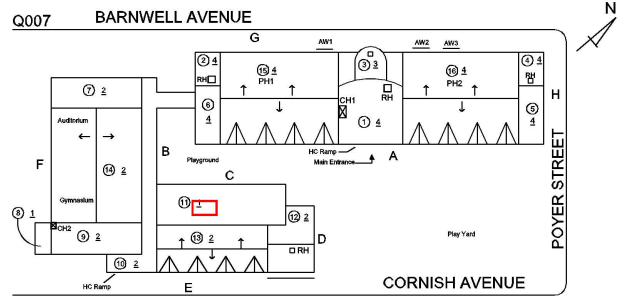 Q007 BARNWELL AVENUE N
G
AW1 AW2 AW3
2 4 3 3 4 4
15 4 16 4
RH PH1 PH2 RH
7 2 RH H
6 4 CH1 5 4
Auditorium 1 4
B HC Ramp A
F Playground Main Entrance
14 2 C
Gymnasium
8 1 11 1 12 2
CH2 9 2 13 2 D Play Yard
10 2 RH
HC Ramp E
CORNISH AVENUE
POYER STREET